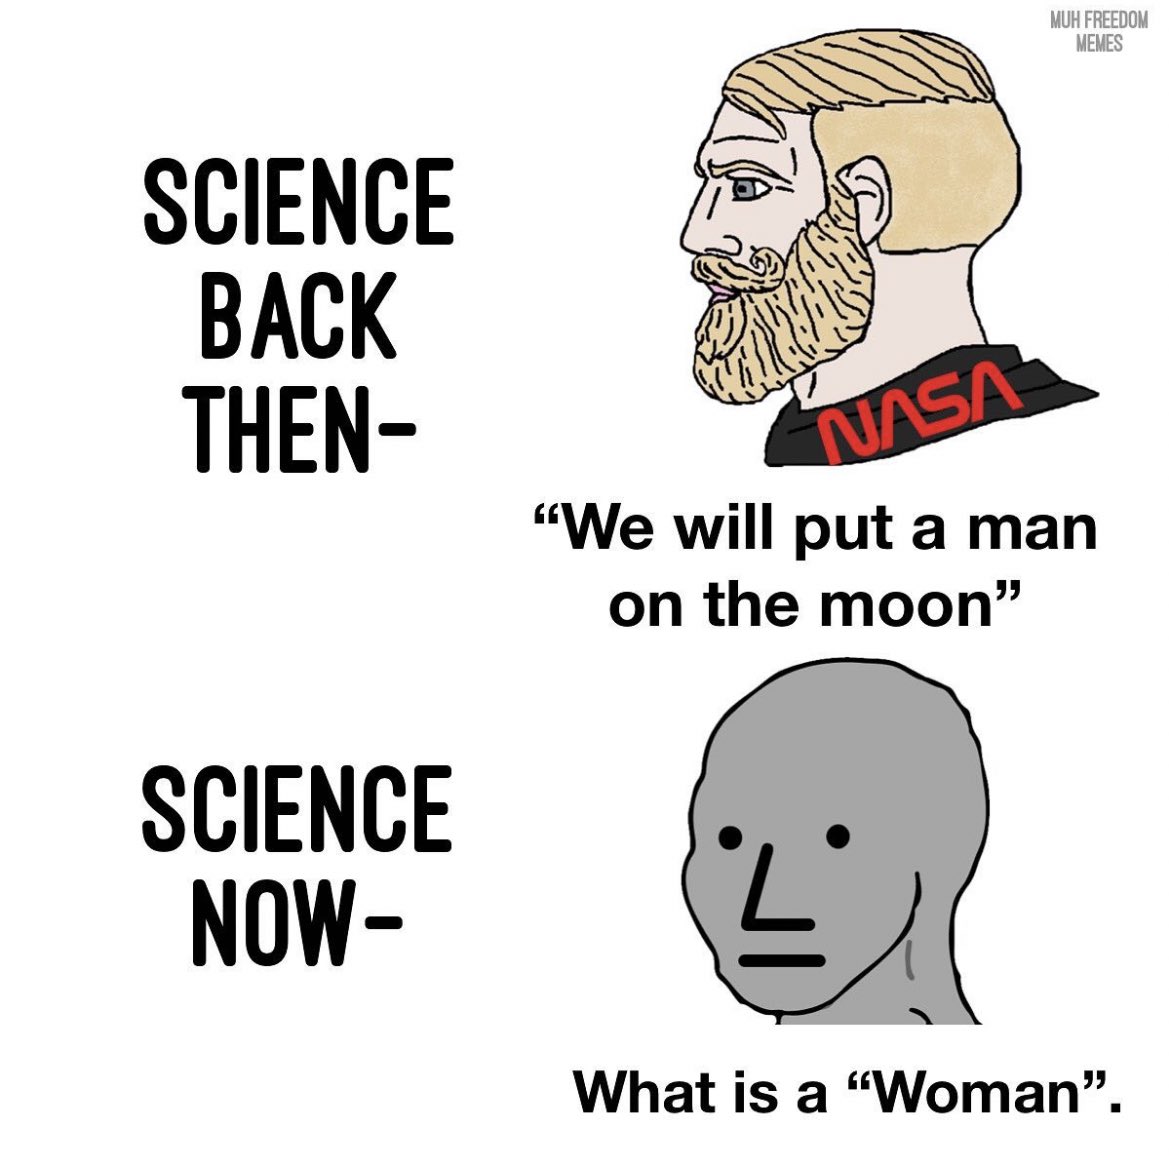 MUH FREEDOM
MEMES
SCIENCE
BACK
THEN-
NASA
“We will put a man
on the moon”
SCIENCE
NOW-
What is a “Woman”.